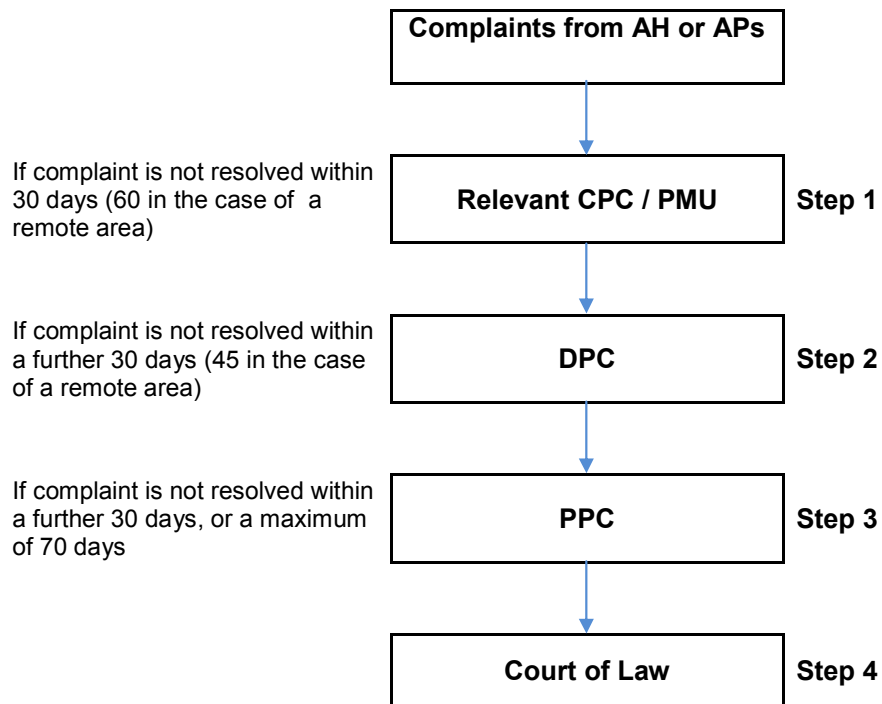 Complaints from AH or APs
If complaint is not resolved within
30 days (60 in the case of a
remote area)
Relevant CPC / PMU
Step 1
If complaint is not resolved within
a further 30 days (45 in the case
of a remote area)
DPC
Step 2
If complaint is not resolved within
a further 30 days, or a maximum
of 70 days
PPC
Step 3
Court of Law
Step 4